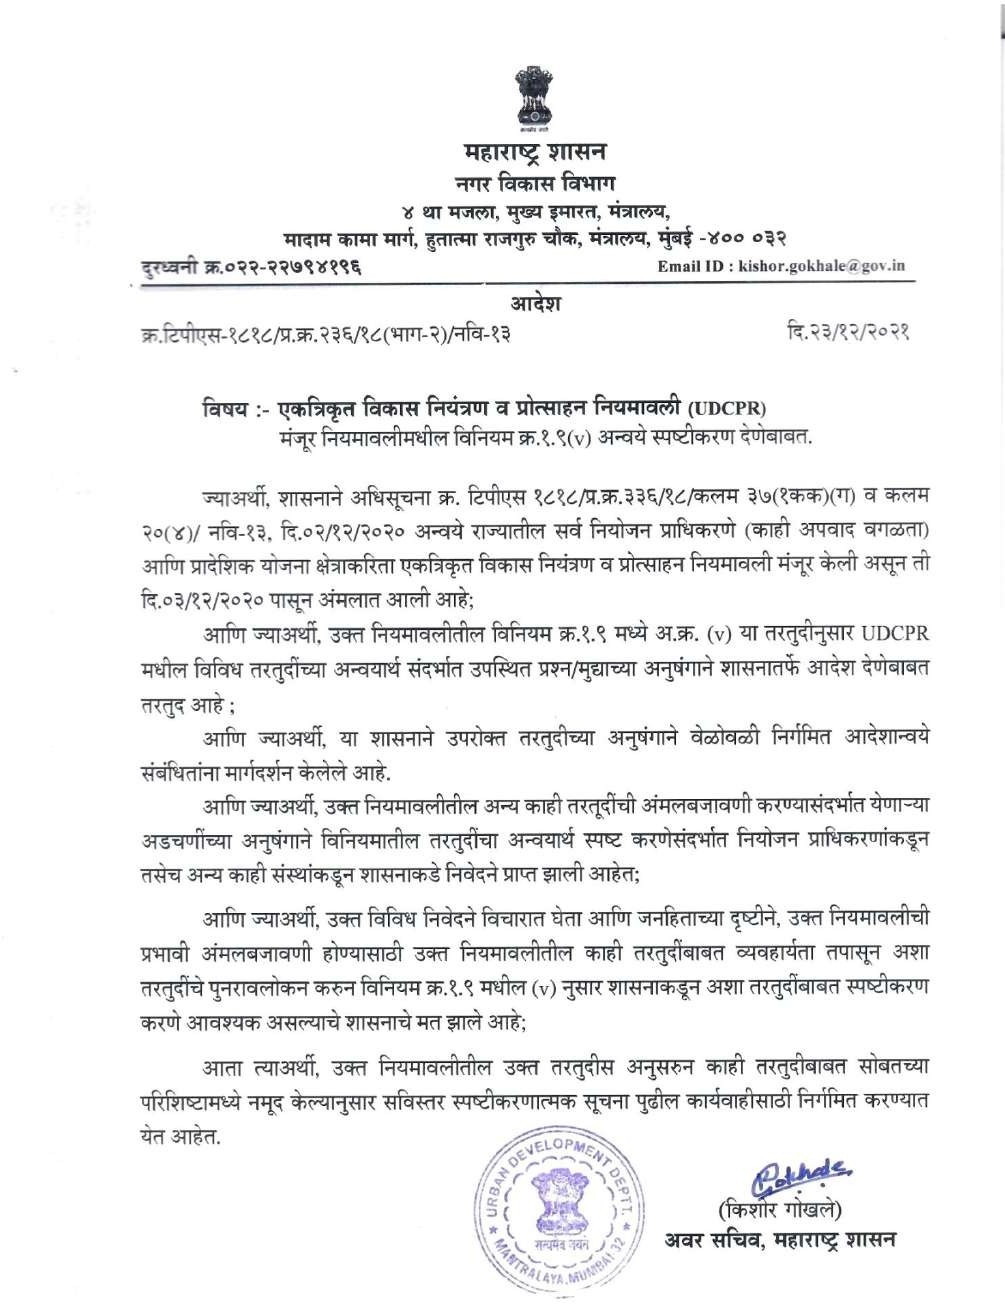 महाराष्ट्र शासन
नगर विकास विभाग
४ था मजला, मुख्य इमारत, मंत्रालय,
मादाम कामा मार्ग, हुतात्मा राजगुरु चौक, मंत्रालय, मुंबई -४०० ०३२
दुरध्वनी क्र.०२२-२२७९४१९६ Email ID : kishor.gokhale@gov.in
आदेश
क्र.टिपीएस-१८१८/प्र.क्र.२३६/१८(भाग-२)/नवि-१३ दि.२३/१२/२०२१
विषय :- एकत्रिकृत विकास नियंत्रण व प्रोत्साहन नियमावली (UDCPR)
मंजूर नियमावलीमधील विनियम क्र.१.९(v) अन्वये स्पष्टीकरण देणेबाबत.
ज्याअर्थी, शासनाने अधिसूचना क्र. टिपीएस १८१८/प्र.क्र.३३६/१८/कलम ३७(१कक)(ग) व कलम
२०(४)/ नवि-१३, दि.०२/१२/२०२० अन्वये राज्यातील सर्व नियोजन प्राधिकरणे (काही अपवाद वगळता)
आणि प्रादेशिक योजना क्षेत्राकरिता एकत्रिकृत विकास नियंत्रण व प्रोत्साहन नियमावली मंजूर केली असून ती
दि.०३/१२/२०२० पासून अंमलात आली आहे;
आणि ज्याअर्थी, उक्त नियमावलीतील विनियम क्र.१.९ मध्ये अ.क्र. (v) या तरतुदीनुसार UDCPR
मधील विविध तरतुदींच्या अन्वयार्थ संदर्भात उपस्थित प्रश्न/मुद्याच्या अनुषंगाने शासनातर्फे आदेश देणेबाबत
तरतुद आहे ;
आणि ज्याअर्थी, या शासनाने उपरोक्त तरतुदीच्या अनुषंगाने वेळोवळी निर्गमित आदेशान्वये
संबंधितांना मार्गदर्शन केलेले आहे.
आणि ज्याअर्थी, उक्त नियमावलीतील अन्य काही तरतूदींची अंमलबजावणी करण्यासंदर्भात येणाऱ्या
अडचणींच्या अनुषंगाने विनियमातील तरतुदींचा अन्वयार्थ स्पष्ट करणेसंदर्भात नियोजन प्राधिकरणांकडून
तसेच अन्य काही संस्थांकडून शासनाकडे निवेदने प्राप्त झाली आहेत;
आणि ज्याअर्थी, उक्त विविध निवेदने विचारात घेता आणि जनहिताच्या दृष्टीने, उक्त नियमावलीची
प्रभावी अंमलबजावणी होण्यासाठी उक्त नियमावलीतील काही तरतुदींबाबत व्यवहार्यता तपासून अशा
तरतुदींचे पुनरावलोकन करुन विनियम क्र.१.९ मधील (v) नुसार शासनाकडून अशा तरतुदींबाबत स्पष्टीकरण
करणे आवश्यक असल्याचे शासनाचे मत झाले आहे;
आता त्याअर्थी, उक्त नियमावलीतील उक्त तरतुदीस अनुसरुन काही तरतुदीबाबत सोबतच्या
परिशिष्टामध्ये नमूद केल्यानुसार सविस्तर स्पष्टीकरणात्मक सूचना पुढील कार्यवाहीसाठी निर्गमित करण्यात
येत आहेत.
URBAN DEVELOPMENT DEPTT.
सत्यमेव जयते
MANTRALAYA, MUMBAI-32
Gokhale
(किशोर गोखले)
अवर सचिव, महाराष्ट्र शासन